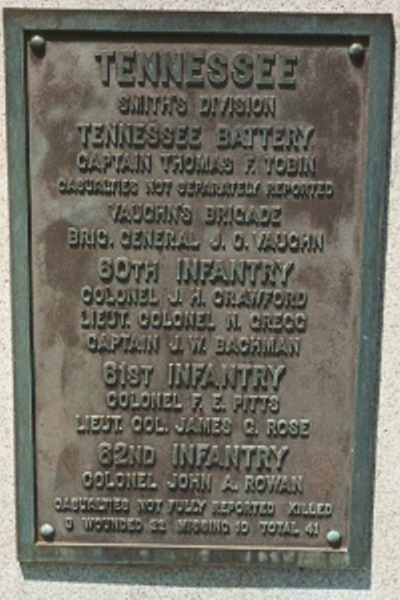 TENNESSEE
SMITH'S DIVISION
TENNESSEE BATTERY
CAPTAIN THOMAS F. TOBIN
CASUALTIES NOT SEPARATELY REPORTED
VAUGHN'S BRIGADE
BRIG. GENERAL J. C. VAUGHN
60TH INFANTRY
COLONEL J. H. CRAWFORD
LIEUT. COLONEL N. GREGG
CAPTAIN J. W. BACHMAN
61ST INFANTRY
COLONEL F. E. PITTS
LIEUT. COL. JAMES G. ROSE
62ND INFANTRY
COLONEL JOHN A. ROWAN
CASUALTIES NOT FULLY REPORTED KILLED
WOUNDED MISSING 10 TOTAL 41